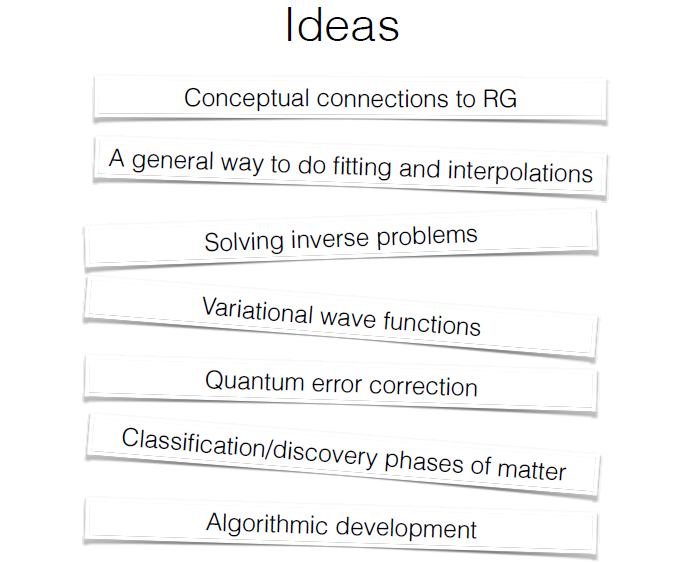 Ideas
Conceptual connections to RG
A general way to do fitting and interpolations
Solving inverse problems
Variational wave functions
Quantum error correction
Classification/discovery phases of matter
Algorithmic development